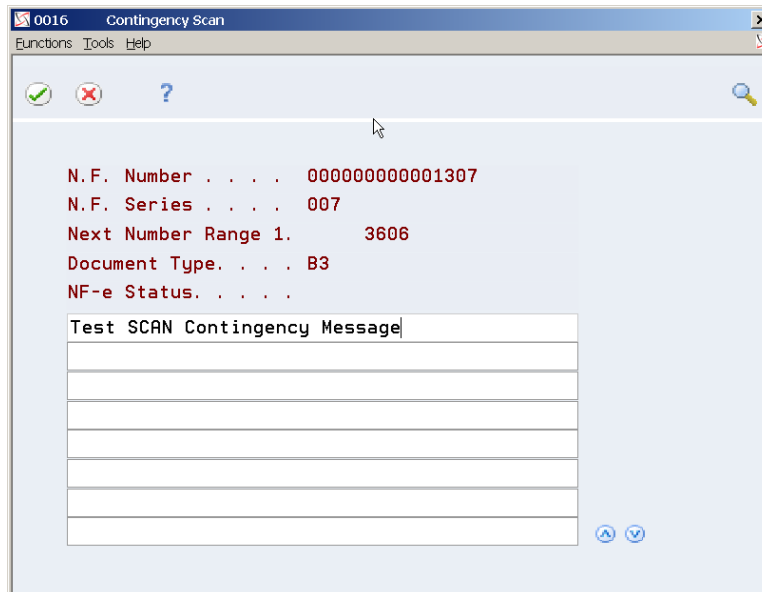 0016 Contingency Scan
Functions Tools Help
?
N.F. Number . . . . 000000000001307
N.F. Series . . . . 007
Next Number Range 1. 3606
Document Type. . . . B3
NF-e Status. . . . .
Test SCAN Contingency Message